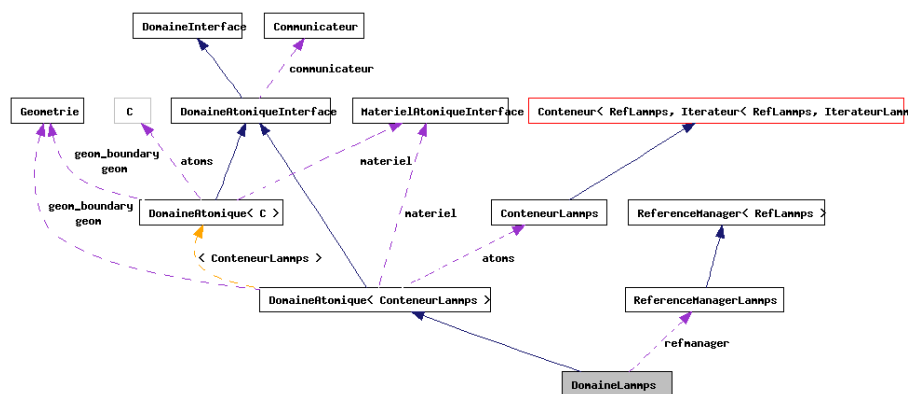 DomaineInterface
Communicateur
communicateur
Geometrie
C
DomaineAtomiqueInterface
MaterielAtomiqueInterface
Conteneur< RefLammps, Iterateur< RefLammps, IterateurLamm
geom_boundary
geom
atoms
materiel
geom_boundary
geom
DomaineAtomique< C >
materiel
ConteneurLammps
ReferenceManager< RefLammps >
< ConteneurLammps >
atoms
DomaineAtomique< ConteneurLammps >
ReferenceManagerLammps
refmanager
DomaineLammps